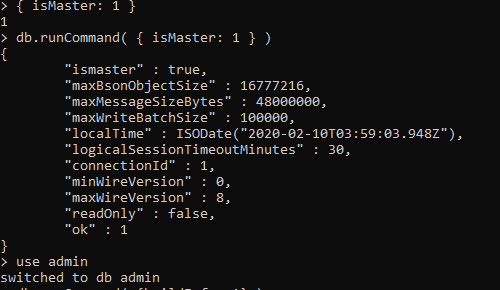 > { isMaster: 1 }
1
> db.runCommand( { isMaster: 1 } )
{
        "ismaster" : true,
        "maxBsonObjectSize" : 16777216,
        "maxMessageSizeBytes" : 48000000,
        "maxWriteBatchSize" : 100000,
        "localTime" : ISODate("2020-02-10T03:59:03.948Z"),
        "logicalSessionTimeoutMinutes" : 30,
        "connectionId" : 1,
        "minWireVersion" : 0,
        "maxWireVersion" : 8,
        "readOnly" : false,
        "ok" : 1
}
> use admin
switched to db admin